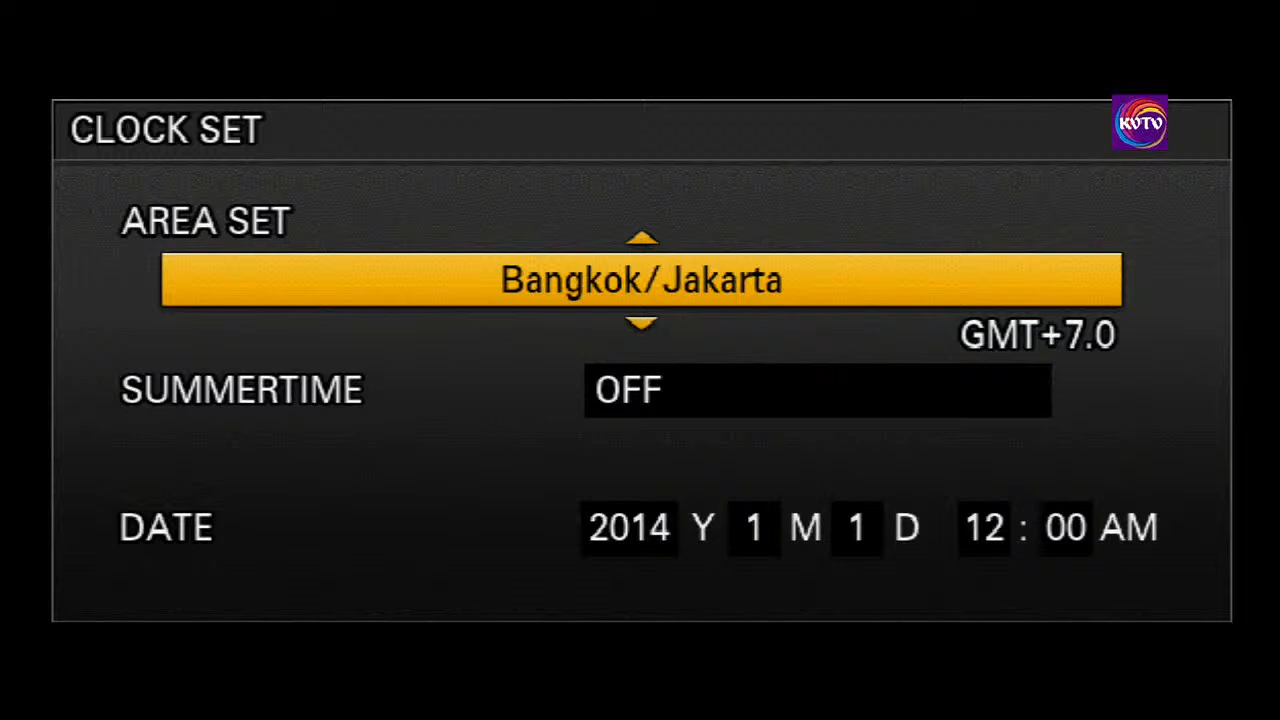 CLOCK SET
KVTV
AREA SET
Bangkok/Jakarta
GMT+7.0
SUMMERTIME OFF
DATE 2014 Y 1 M 1 D 12 : 00 AM